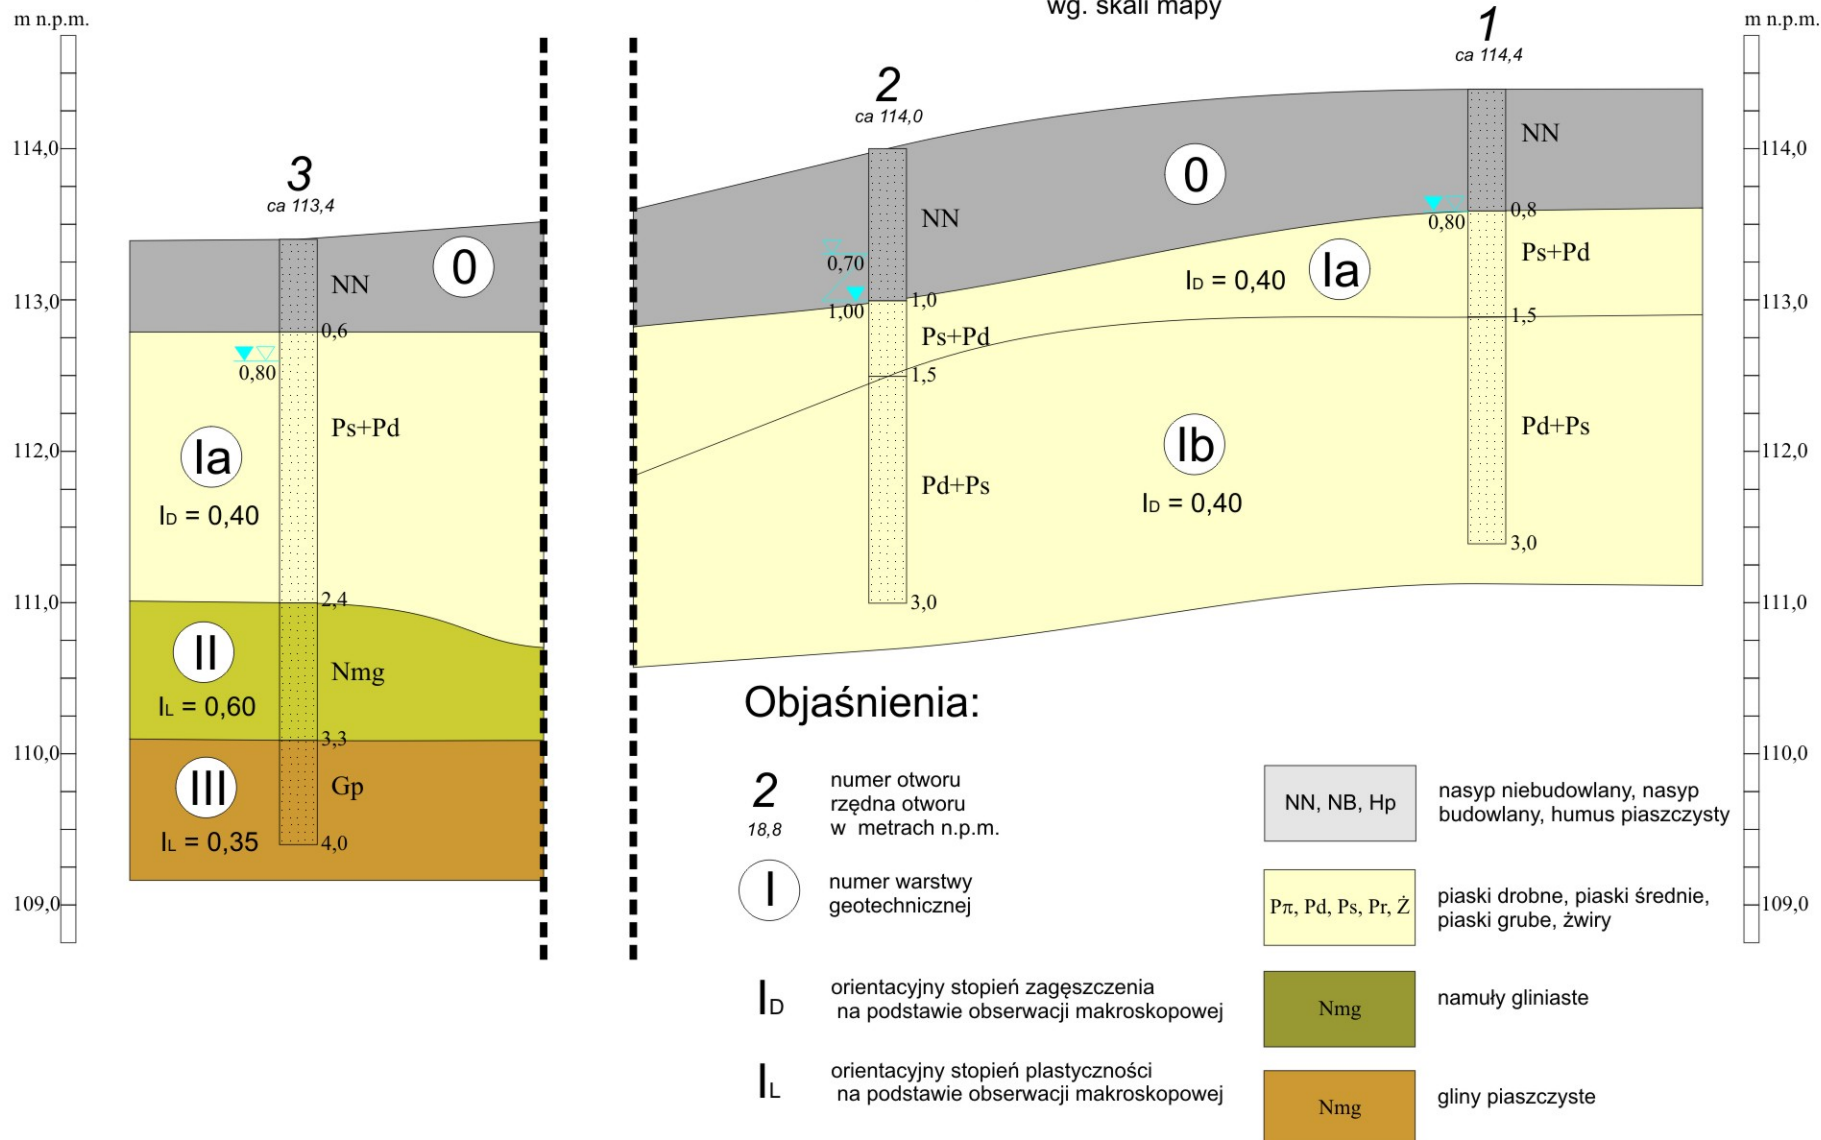 wg. skali mapy
m n.p.m.
m n.p.m.
1
ca 114,4
2
ca 114,0
3
ca 113,4
114,0
113,0
112,0
111,0
110,0
109,0
NN
0
0,6
0,80
Ps+Pd
Ia
ID = 0,40
2,4
II
Nmg
IL = 0,60
3,3
III
Gp
IL = 0,35
4,0
NN
0
0,70
1,00
1,0
Ps+Pd
1,5
Pd+Ps
3,0
ID = 0,40
Ia
Ib
ID = 0,40
NN
0,8
0,80
Ps+Pd
1,5
Pd+Ps
3,0
114,0
113,0
112,0
111,0
110,0
109,0
Objaśnienia:
2
18,8
numer otworu
rzędna otworu
w metrach n.p.m.
I
numer warstwy
geotechnicznej
ID
orientacyjny stopień zagęszczenia
na podstawie obserwacji makroskopowej
IL
orientacyjny stopień plastyczności
na podstawie obserwacji makroskopowej
NN, NB, Hp
nasyp niebudowlany, nasyp
budowlany, humus piaszczysty
Pπ, Pd, Ps, Pr, Ż
piaski drobne, piaski średnie,
piaski grube, żwiry
Nmg
namuły gliniaste
Nmg
gliny piaszczyste